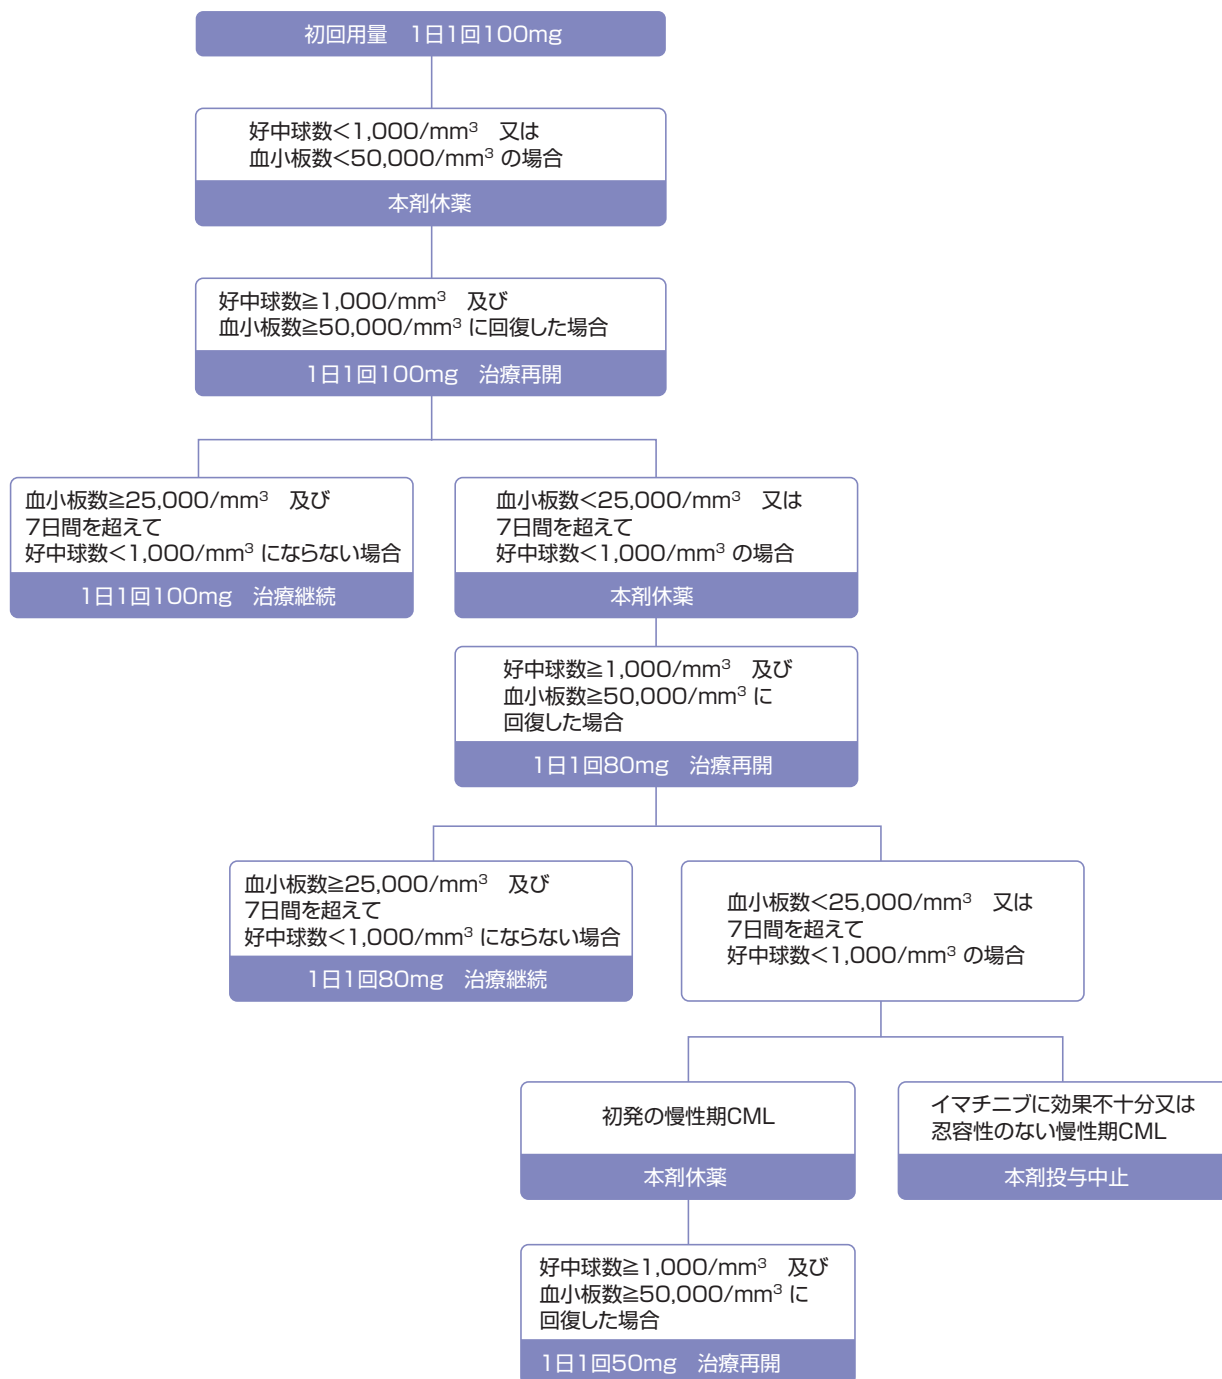 初回用量　1日1回100mg
好中球数＜1,000/mm³　又は
血小板数＜50,000/mm³ の場合
本剤休薬
好中球数≧1,000/mm³　及び
血小板数≧50,000/mm³ に回復した場合
1日1回100mg　治療再開
血小板数≧25,000/mm³　及び
7日間を超えて
好中球数＜1,000/mm³ にならない場合
1日1回100mg　治療継続
血小板数＜25,000/mm³　又は
7日間を超えて
好中球数＜1,000/mm³ の場合
本剤休薬
好中球数≧1,000/mm³　及び
血小板数≧50,000/mm³ に
回復した場合
1日1回80mg　治療再開
血小板数≧25,000/mm³　及び
7日間を超えて
好中球数＜1,000/mm³ にならない場合
1日1回80mg　治療継続
血小板数＜25,000/mm³　又は
7日間を超えて
好中球数＜1,000/mm³ の場合
初発の慢性期CML
本剤休薬
イマチニブに効果不十分又は
忍容性のない慢性期CML
本剤投与中止
好中球数≧1,000/mm³　及び
血小板数≧50,000/mm³ に
回復した場合
1日1回50mg　治療再開